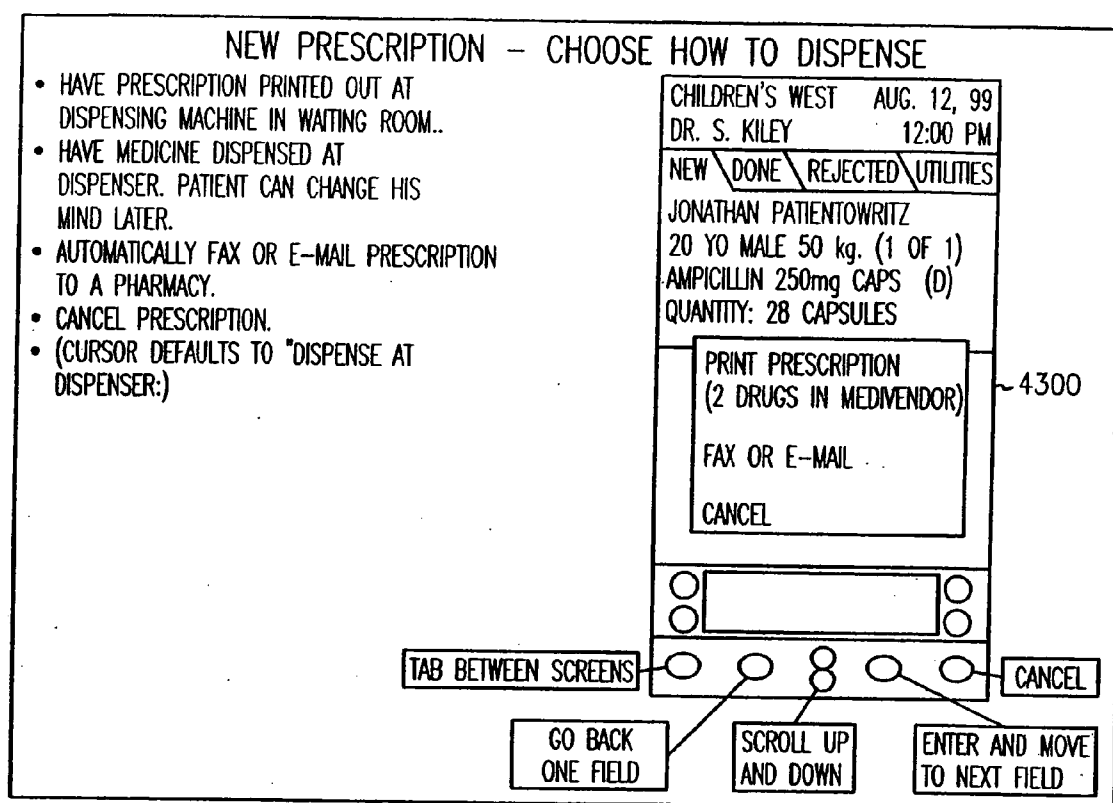 NEW PRESCRIPTION – CHOOSE HOW TO DISPENSE
• HAVE PRESCRIPTION PRINTED OUT AT
DISPENSING MACHINE IN WAITING ROOM..
• HAVE MEDICINE DISPENSED AT
DISPENSER. PATIENT CAN CHANGE HIS
MIND LATER.
• AUTOMATICALLY FAX OR E-MAIL PRESCRIPTION
TO A PHARMACY.
• CANCEL PRESCRIPTION.
• (CURSOR DEFAULTS TO "DISPENSE AT
DISPENSER:)
CHILDREN'S WEST AUG. 12, 99
DR. S. KILEY 12:00 PM
NEW DONE REJECTED UTILITIES
JONATHAN PATIENTOWRITZ
20 YO MALE 50 kg. (1 OF 1)
AMPICILLIN 250mg CAPS (D)
QUANTITY: 28 CAPSULES
PRINT PRESCRIPTION
(2 DRUGS IN MEDIVENDOR)
FAX OR E-MAIL
CANCEL
4300
TAB BETWEEN SCREENS
CANCEL
GO BACK
ONE FIELD
SCROLL UP
AND DOWN
ENTER AND MOVE
TO NEXT FIELD